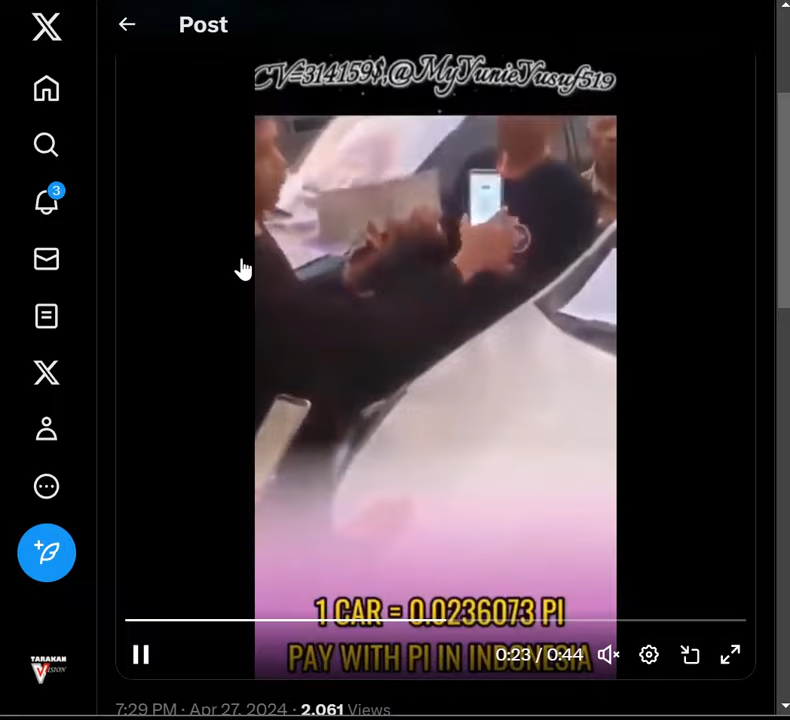 Post
CV=314159$.@MyYunieYusuf519
3
1 CAR = 0.0236073 PI
PAY WITH PI IN INDONESIA
0:23 / 0:44
TARAKAN
Vision
7:29 PM · Apr 27, 2024 · 2,061 Views